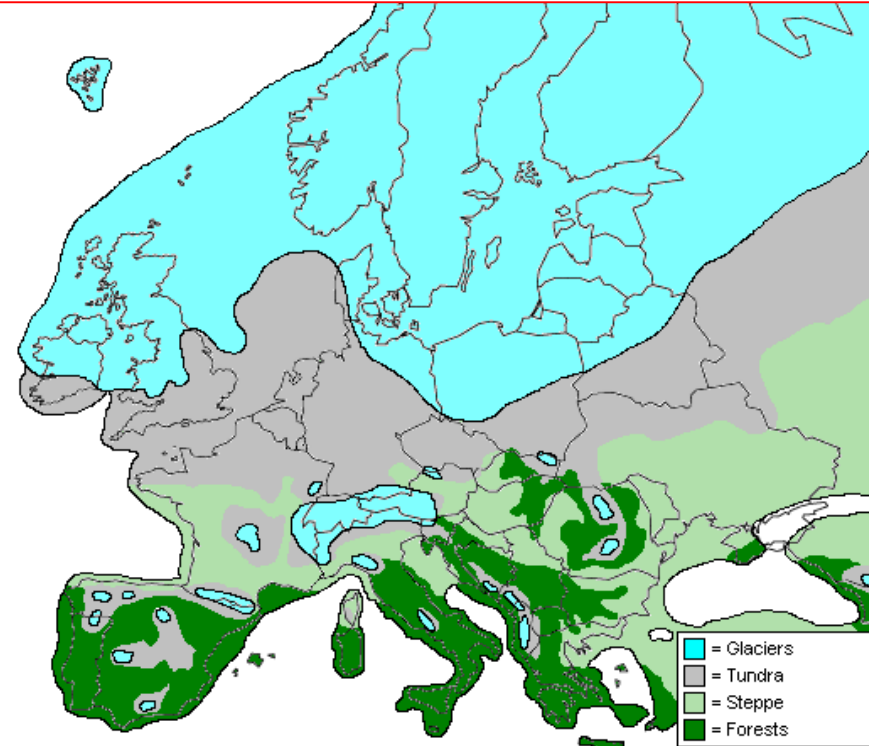 = Glaciers
= Tundra
= Steppe
= Forests